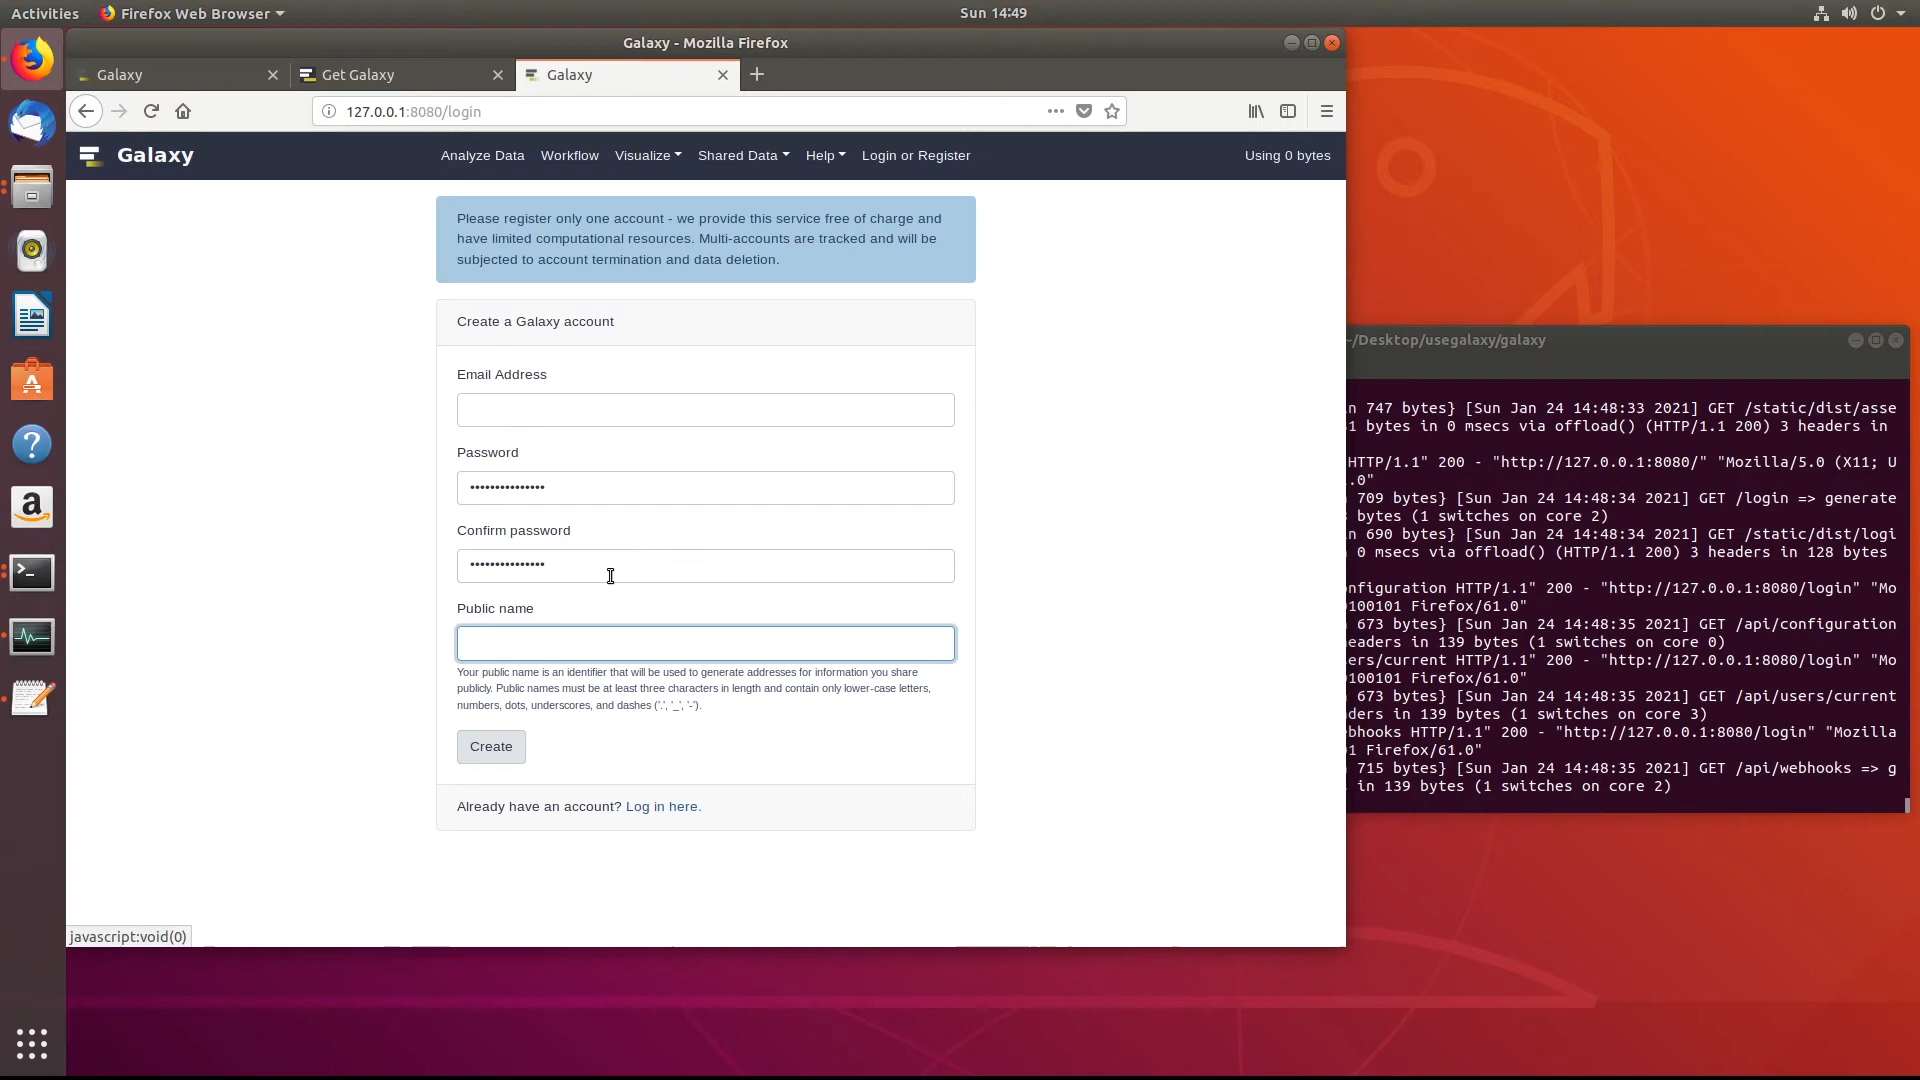 Activities Firefox Web Browser Sun 14:49
Galaxy - Mozilla Firefox
Galaxy Get Galaxy Galaxy
127.0.0.1:8080/login
Galaxy Analyze Data Workflow Visualize Shared Data Help Login or Register Using 0 bytes
Please register only one account - we provide this service free of charge and
have limited computational resources. Multi-accounts are tracked and will be
subjected to account termination and data deletion.
Create a Galaxy account
Email Address
Password
•••••••••••••••
Confirm password
•••••••••••••••
Public name
Your public name is an identifier that will be used to generate addresses for information you share
publicly. Public names must be at least three characters in length and contain only lower-case letters,
numbers, dots, underscores, and dashes ('.', '_', '-').
Create
Already have an account? Log in here.
javascript:void(0)
~/Desktop/usegalaxy/galaxy
n 747 bytes} [Sun Jan 24 14:48:33 2021] GET /static/dist/asse
1 bytes in 0 msecs via offload() (HTTP/1.1 200) 3 headers in
HTTP/1.1" 200 - "http://127.0.0.1:8080/" "Mozilla/5.0 (X11; U
.0"
709 bytes} [Sun Jan 24 14:48:34 2021] GET /login => generate
bytes (1 switches on core 2)
n 690 bytes} [Sun Jan 24 14:48:34 2021] GET /static/dist/logi
0 msecs via offload() (HTTP/1.1 200) 3 headers in 128 bytes
nfiguration HTTP/1.1" 200 - "http://127.0.0.1:8080/login" "Mo
0100101 Firefox/61.0"
673 bytes} [Sun Jan 24 14:48:35 2021] GET /api/configuration
eaders in 139 bytes (1 switches on core 0)
ers/current HTTP/1.1" 200 - "http://127.0.0.1:8080/login" "Mo
0100101 Firefox/61.0"
673 bytes} [Sun Jan 24 14:48:35 2021] GET /api/users/current
ders in 139 bytes (1 switches on core 3)
ebhooks HTTP/1.1" 200 - "http://127.0.0.1:8080/login" "Mozilla
01 Firefox/61.0"
715 bytes} [Sun Jan 24 14:48:35 2021] GET /api/webhooks => g
in 139 bytes (1 switches on core 2)